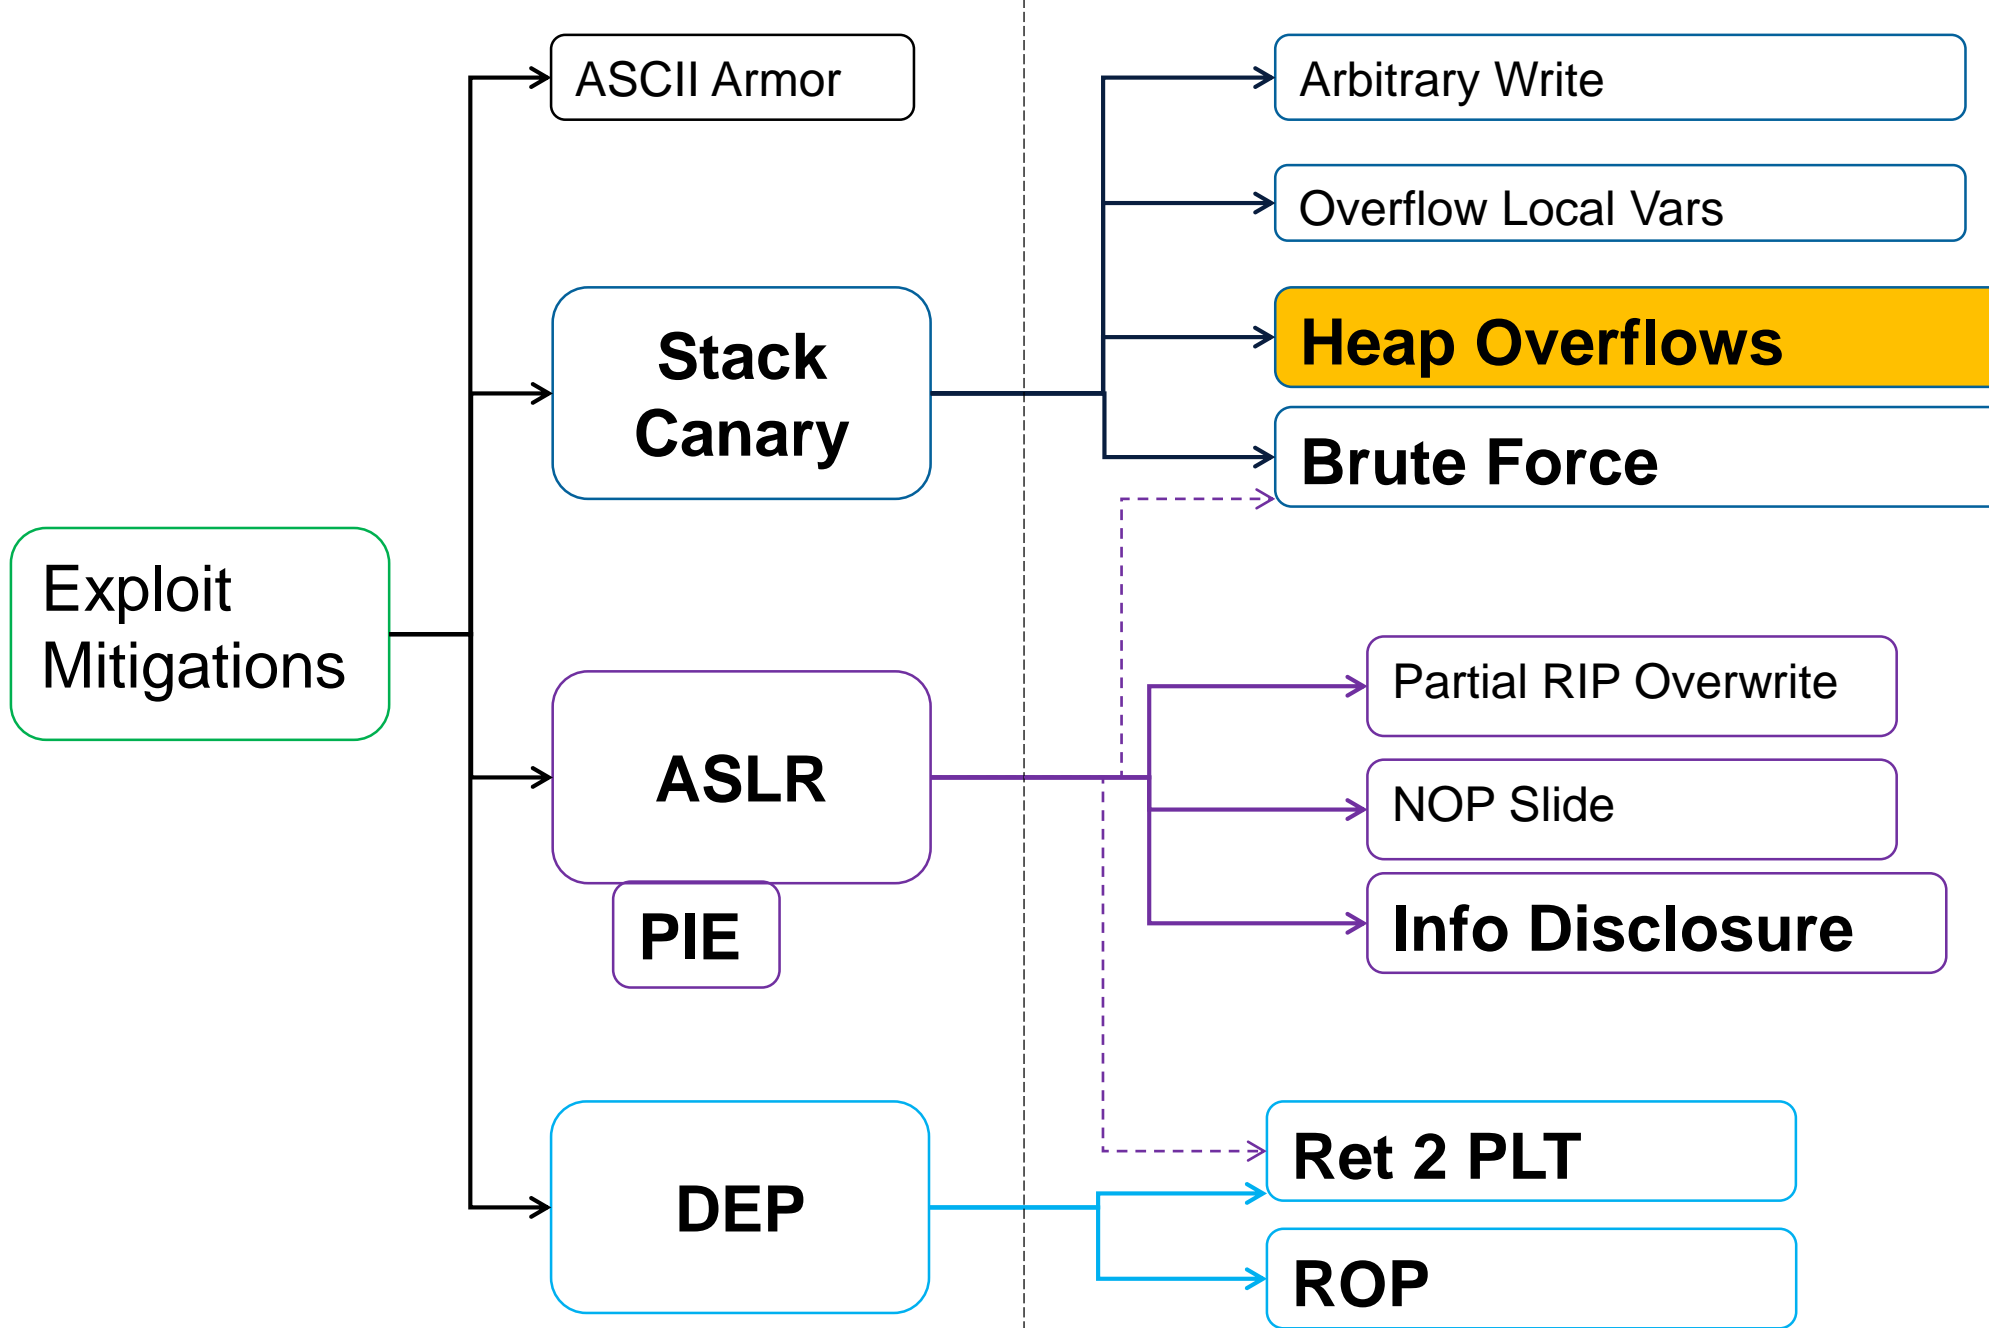 ASCII Armor
Arbitrary Write
Overflow Local Vars
Stack
Canary
Heap Overflows
Brute Force
Exploit
Mitigations
Partial RIP Overwrite
ASLR
NOP Slide
PIE
Info Disclosure
Ret 2 PLT
DEP
ROP